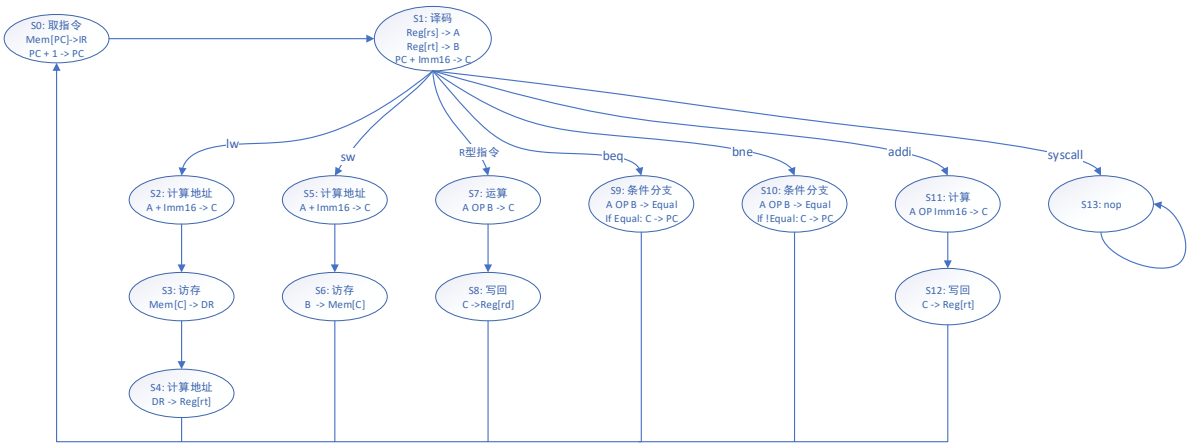 S0: 取指令
Mem[PC]->IR
PC + 1 -> PC
S1: 译码
Reg[rs] -> A
Reg[rt] -> B
PC + Imm16 -> C
lw
sw
R型指令
beq
bne
addi
syscall
S2: 计算地址
A + Imm16 -> C
S5: 计算地址
A + Imm16 -> C
S7: 运算
A OP B -> C
S9: 条件分支
A OP B -> Equal
If Equal: C -> PC
S10: 条件分支
A OP B -> Equal
If !Equal: C -> PC
S11: 计算
A OP Imm16 -> C
S13: nop
S3: 访存
Mem[C] -> DR
S6: 访存
B -> Mem[C]
S8: 写回
C ->Reg[rd]
S12: 写回
C -> Reg[rt]
S4: 计算地址
DR -> Reg[rt]